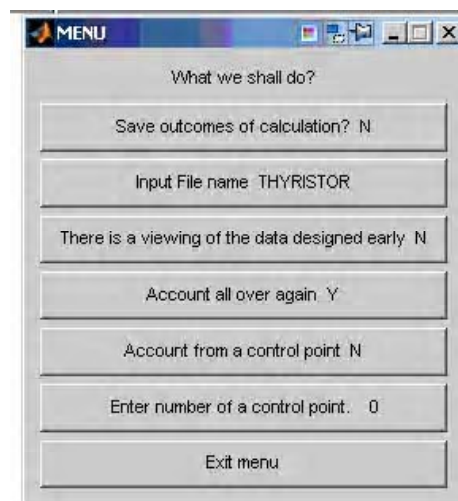 MENU
What we shall do?
Save outcomes of calculation? N
Input File name THYRISTOR
There is a viewing of the data designed early N
Account all over again Y
Account from a control point N
Enter number of a control point. 0
Exit menu